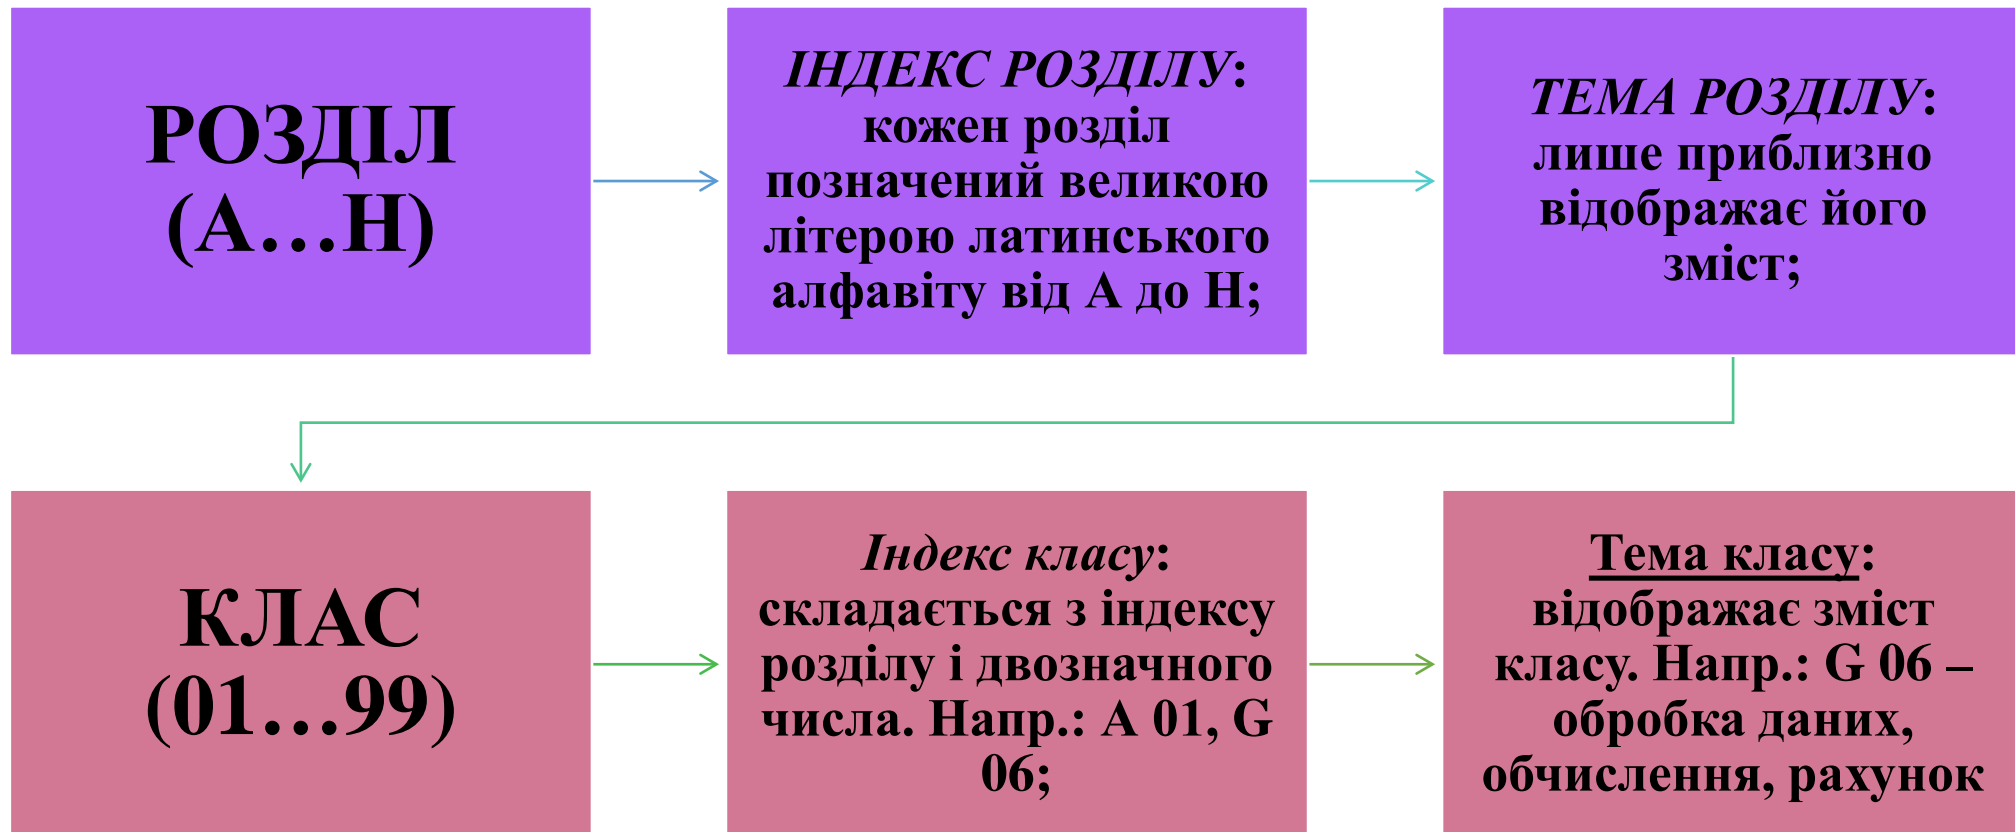 РОЗДІЛ
(А…Н)
ІНДЕКС РОЗДІЛУ:
кожен розділ
позначений великою
літерою латинського
алфавіту від А до Н;
ТЕМА РОЗДІЛУ:
лише приблизно
відображає його
зміст;
КЛАС
(01…99)
Індекс класу:
складається з індексу
розділу і двозначного
числа. Напр.: А 01, G
06;
Тема класу:
відображає зміст
класу. Напр.: G 06 –
обробка даних,
обчислення, рахунок